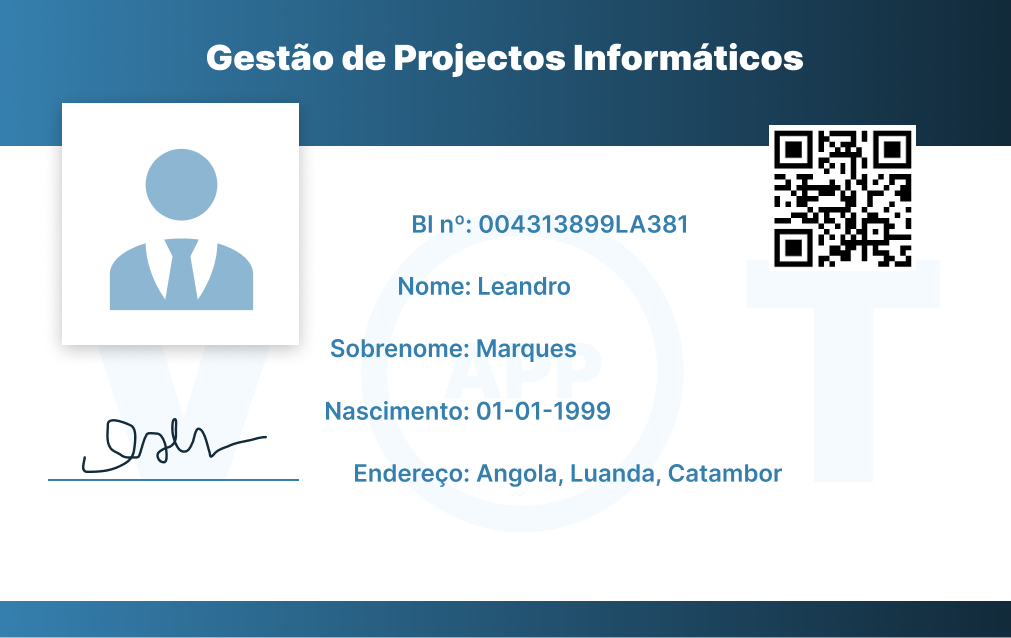 Gestão de Projectos Informáticos
BI nº: 004313899LA381
Nome: Leandro
Sobrenome: Marques
Nascimento: 01-01-1999
Endereço: Angola, Luanda, Catambor
V O T
APP